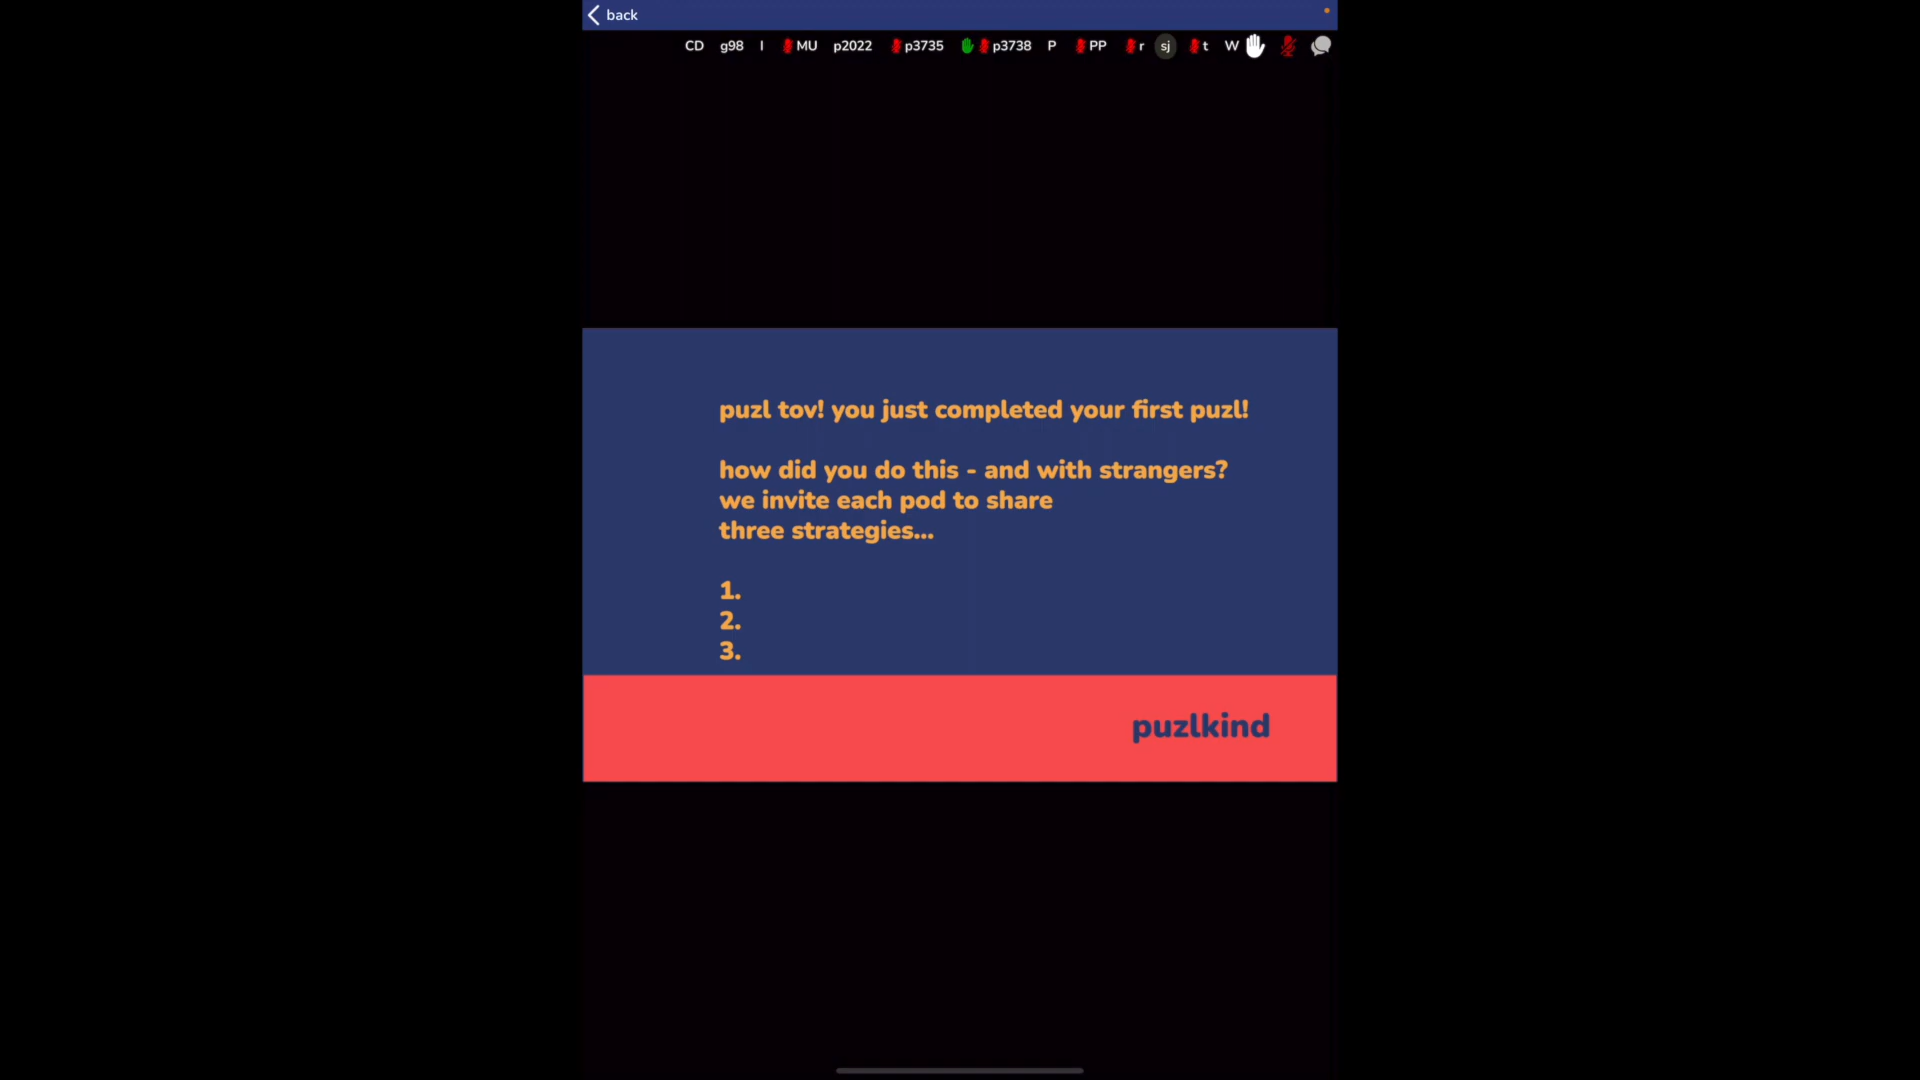 back
CD g98 I MU p2022 p3735 p3738 P PP r sj t W
puzl tov! you just completed your first puzl!
how did you do this - and with strangers?
we invite each pod to share
three strategies...
1.
2.
3.
puzlkind